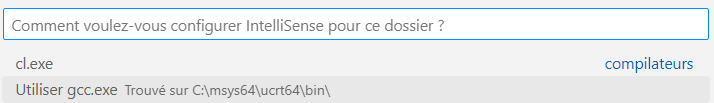 Comment voulez-vous configurer IntelliSense pour ce dossier ?
cl.exe compilateurs
Utiliser gcc.exe Trouvé sur C:\msys64\ucrt64\bin\